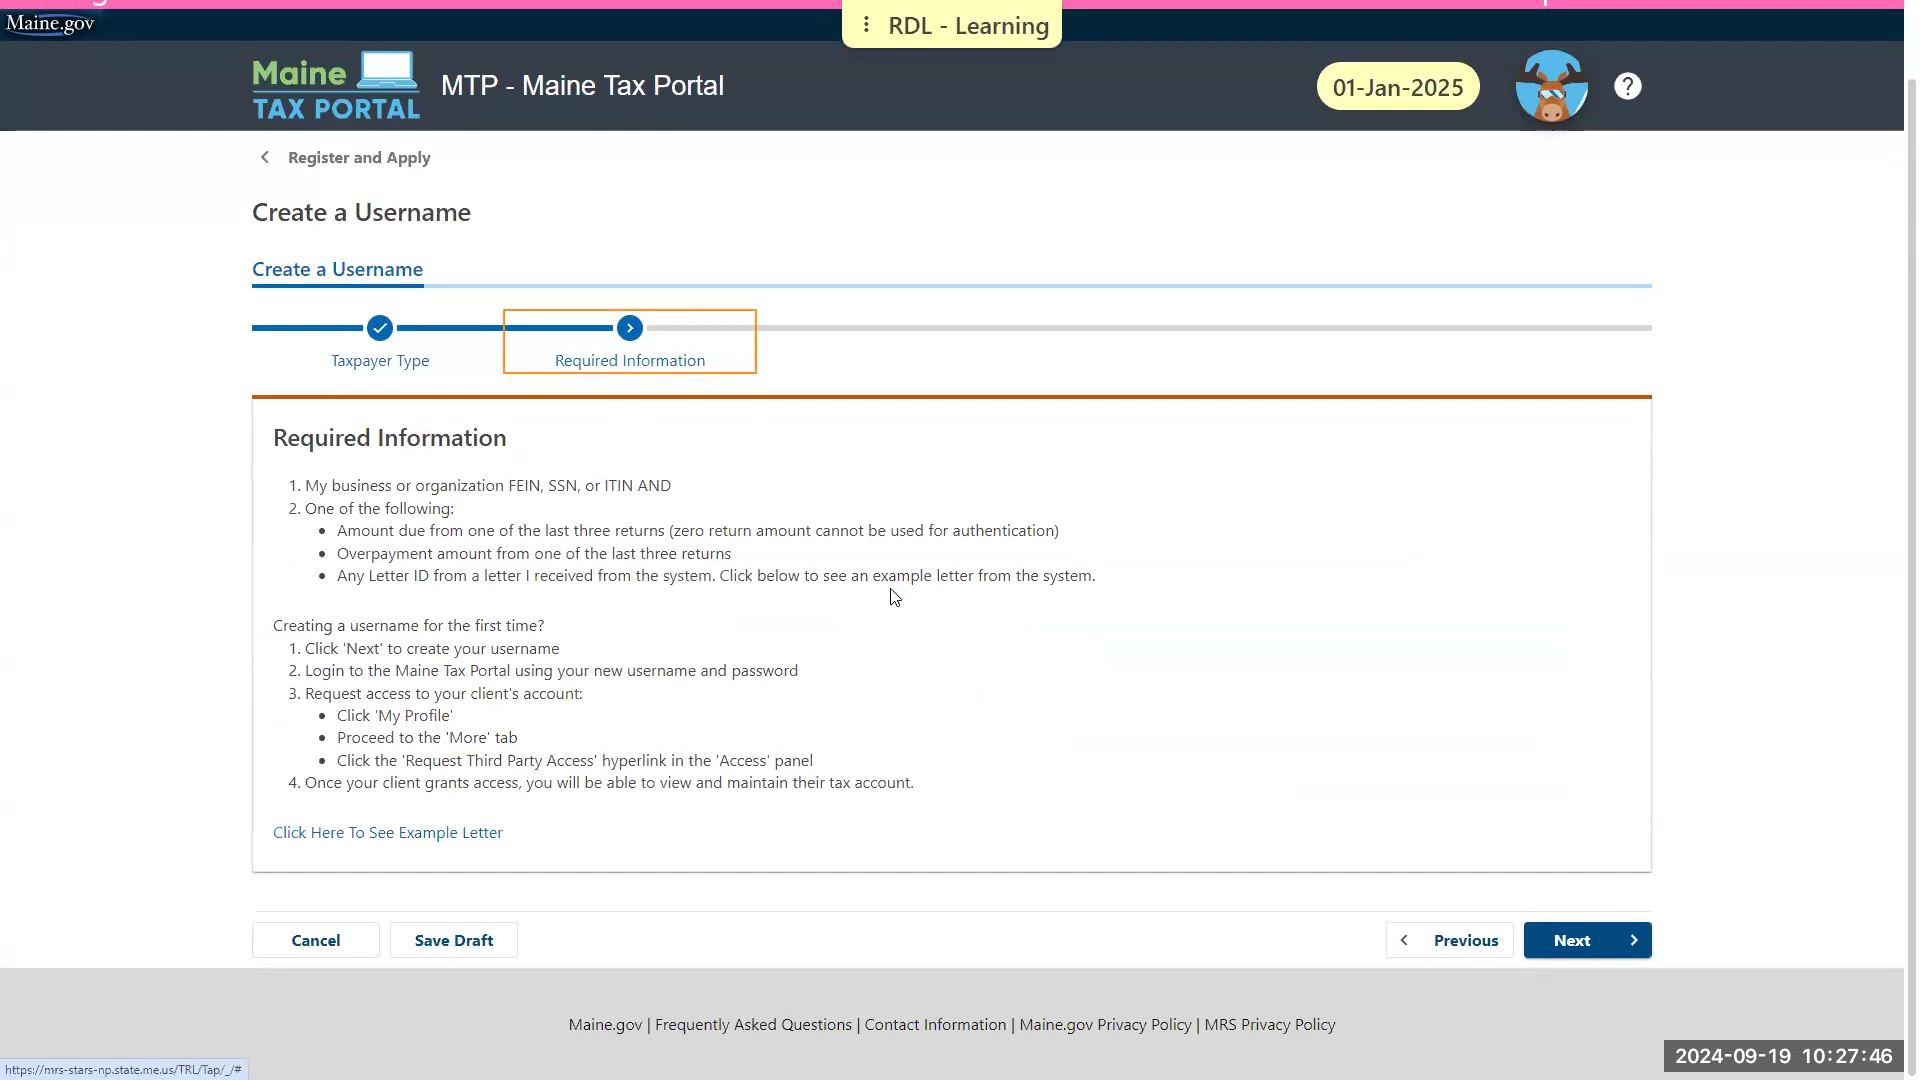 Maine.gov
RDL - Learning
Maine
TAX PORTAL
MTP - Maine Tax Portal
01-Jan-2025
?
Register and Apply
Create a Username
Create a Username
Taxpayer Type
Required Information
Required Information
1. My business or organization FEIN, SSN, or ITIN AND
2. One of the following:
• Amount due from one of the last three returns (zero return amount cannot be used for authentication)
• Overpayment amount from one of the last three returns
• Any Letter ID from a letter I received from the system. Click below to see an example letter from the system.
Creating a username for the first time?
1. Click 'Next' to create your username
2. Login to the Maine Tax Portal using your new username and password
3. Request access to your client's account:
• Click 'My Profile'
• Proceed to the 'More' tab
• Click the 'Request Third Party Access' hyperlink in the 'Access' panel
4. Once your client grants access, you will be able to view and maintain their tax account.
Click Here To See Example Letter
Cancel
Save Draft
Previous
Next
Maine.gov | Frequently Asked Questions | Contact Information | Maine.gov Privacy Policy | MRS Privacy Policy
https://mrs-stars-np.state.me.us/TRL/Tap/_/#
2024-09-19 10:27:46